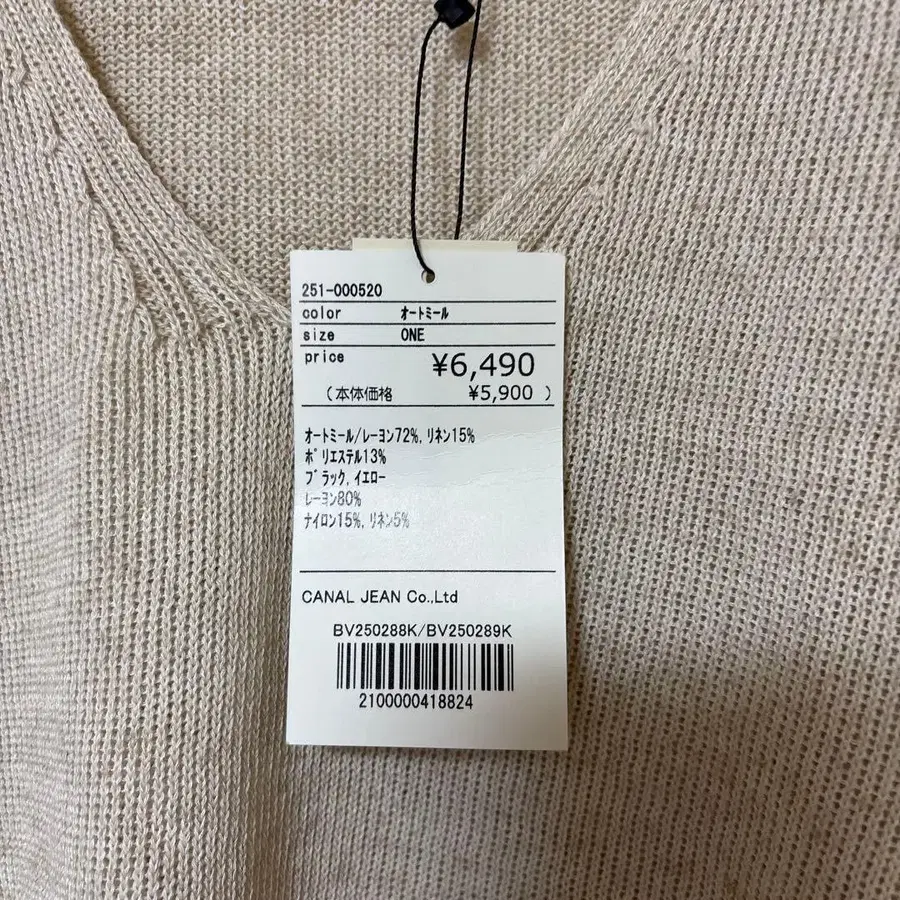 251-000520
color ｵｰﾄﾐｰﾙ
size ONE
price ¥6,490
(本体価格 ¥5,900 )
ｵｰﾄﾐｰﾙ/ﾚｰﾖﾝ72%, ﾘﾈﾝ15%
ﾎﾟﾘｴｽﾃﾙ13%
ﾌﾞﾗｯｸ, ｲｴﾛｰ
ﾚｰﾖﾝ80%
ﾅｲﾛﾝ15%, ﾘﾈﾝ5%
CANAL JEAN Co.,Ltd
BV250288K/BV250289K
2100000418824